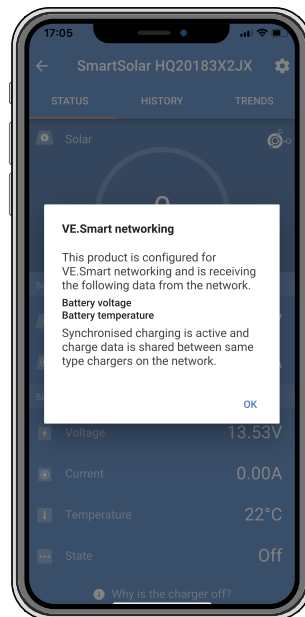 17:05
SmartSolar HQ20183X2JX
STATUS HISTORY TRENDS
Solar
VE.Smart networking
This product is configured for
VE.Smart networking and is receiving
the following data from the network.
Battery voltage
Battery temperature
Synchronised charging is active and
charge data is shared between same
type chargers on the network.
OK
Voltage 13.53V
Current 0.00A
Temperature 22°C
State Off
Why is the charger off?